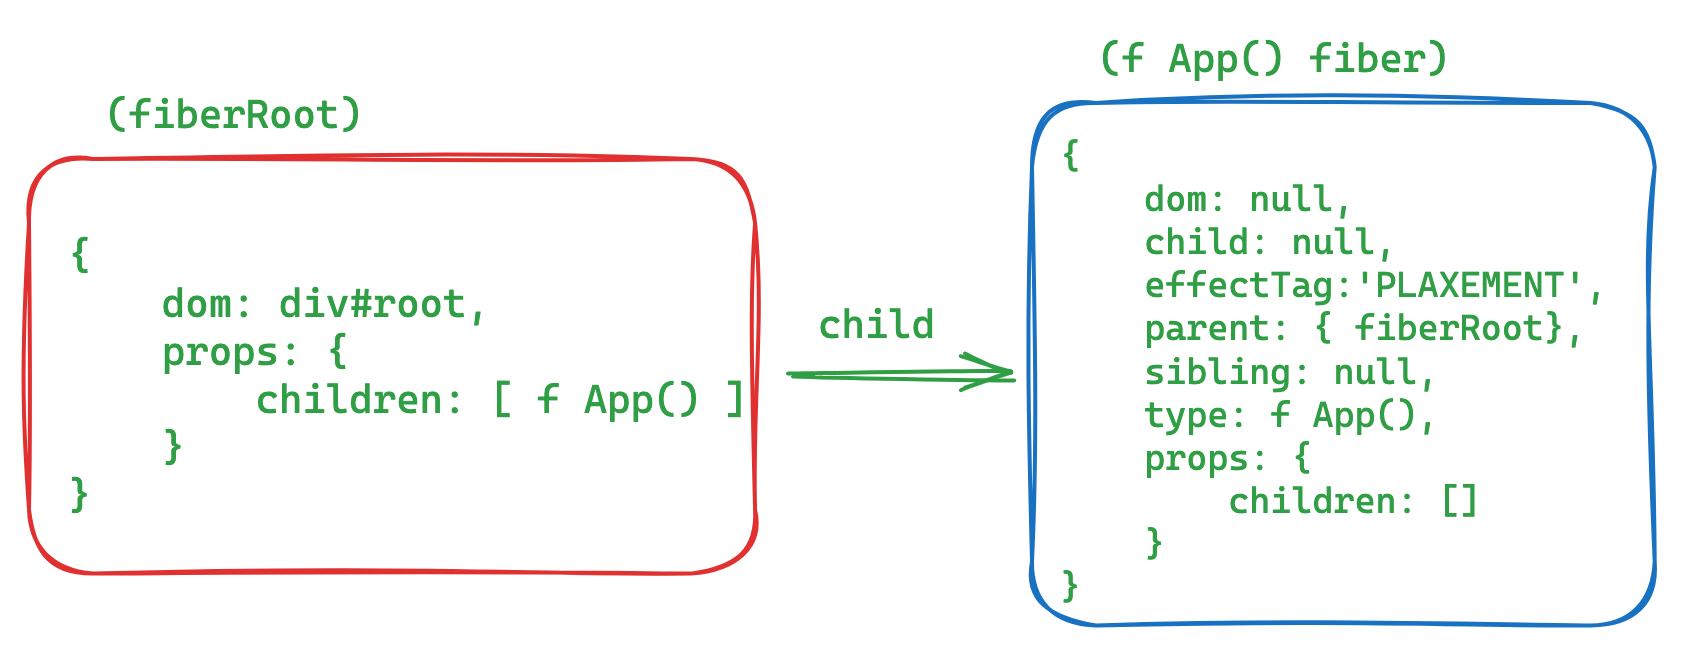 (fiberRoot)
{
dom: div#root,
props: {
children: [ f App() ]
}
}
child
(f App() fiber)
{
dom: null,
child: null,
effectTag:'PLAXEMENT',
parent: { fiberRoot},
sibling: null,
type: f App(),
props: {
children: []
}
}